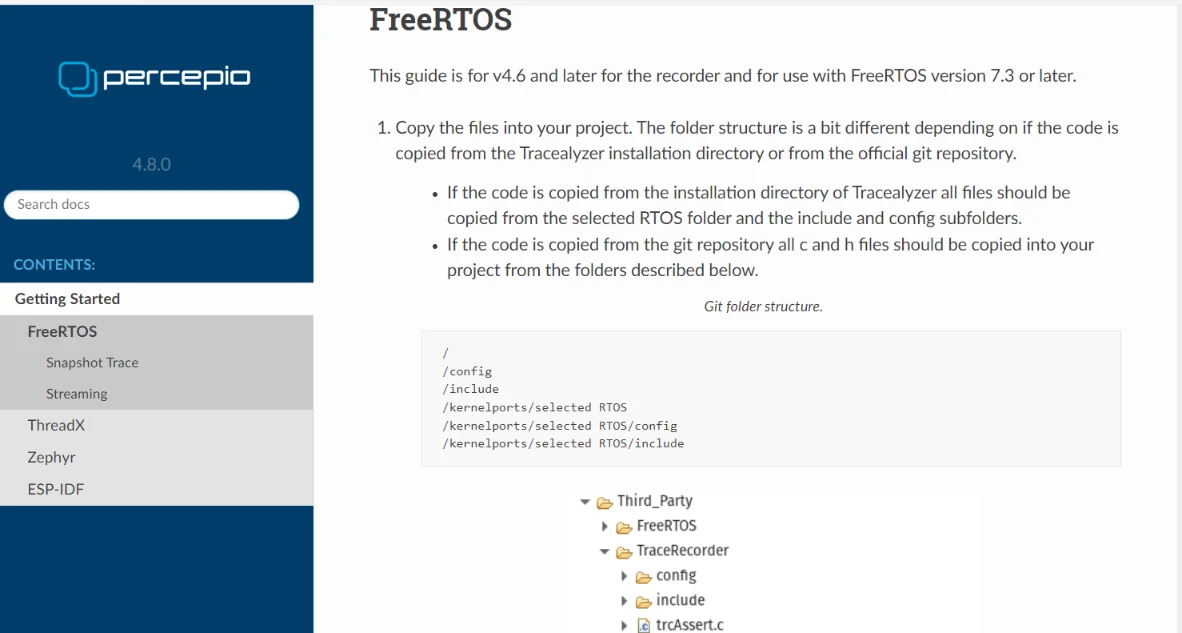 percepio
4.8.0
Search docs
CONTENTS:
Getting Started
FreeRTOS
Snapshot Trace
Streaming
ThreadX
Zephyr
ESP-IDF
FreeRTOS
This guide is for v4.6 and later for the recorder and for use with FreeRTOS version 7.3 or later.
1. Copy the files into your project. The folder structure is a bit different depending on if the code is
copied from the Tracealyzer installation directory or from the official git repository.
• If the code is copied from the installation directory of Tracealyzer all files should be
copied from the selected RTOS folder and the include and config subfolders.
• If the code is copied from the git repository all c and h files should be copied into your
project from the folders described below.
Git folder structure.
/
/config
/include
/kernelports/selected RTOS
/kernelports/selected RTOS/config
/kernelports/selected RTOS/include
Third_Party
FreeRTOS
TraceRecorder
config
include
.c trcAssert.c